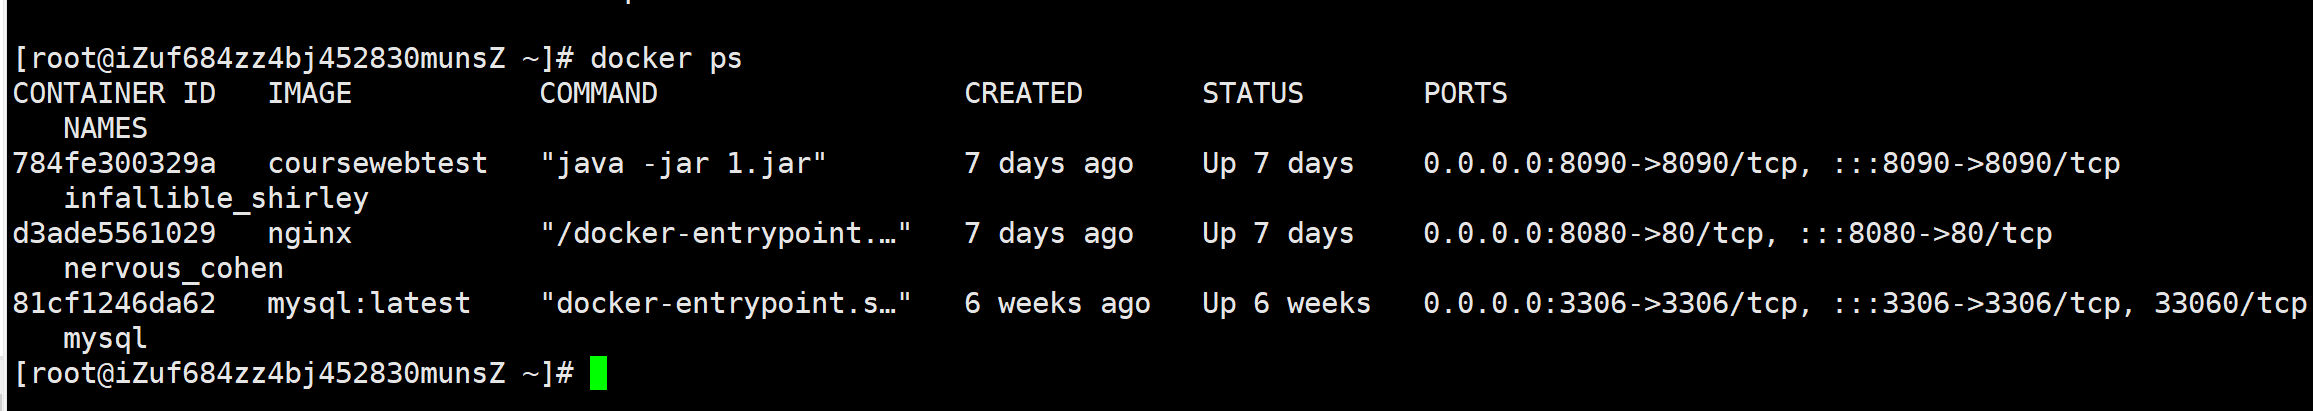 [root@iZuf684zz4bj452830munsZ ~]# docker ps
CONTAINER ID   IMAGE           COMMAND                  CREATED       STATUS       PORTS
   NAMES
784fe300329a   coursewebtest   "java -jar 1.jar"        7 days ago    Up 7 days    0.0.0.0:8090->8090/tcp, :::8090->8090/tcp
   infallible_shirley
d3ade5561029   nginx           "/docker-entrypoint.…"   7 days ago    Up 7 days    0.0.0.0:8080->80/tcp, :::8080->80/tcp
   nervous_cohen
81cf1246da62   mysql:latest    "docker-entrypoint.s…"   6 weeks ago   Up 6 weeks   0.0.0.0:3306->3306/tcp, :::3306->3306/tcp, 33060/tcp
   mysql
[root@iZuf684zz4bj452830munsZ ~]#